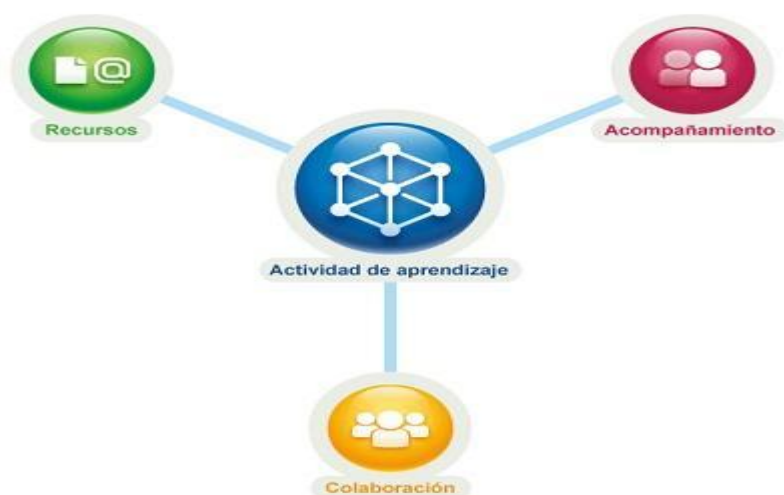 @
Recursos
Acompañamiento
Actividad de aprendizaje
Colaboración